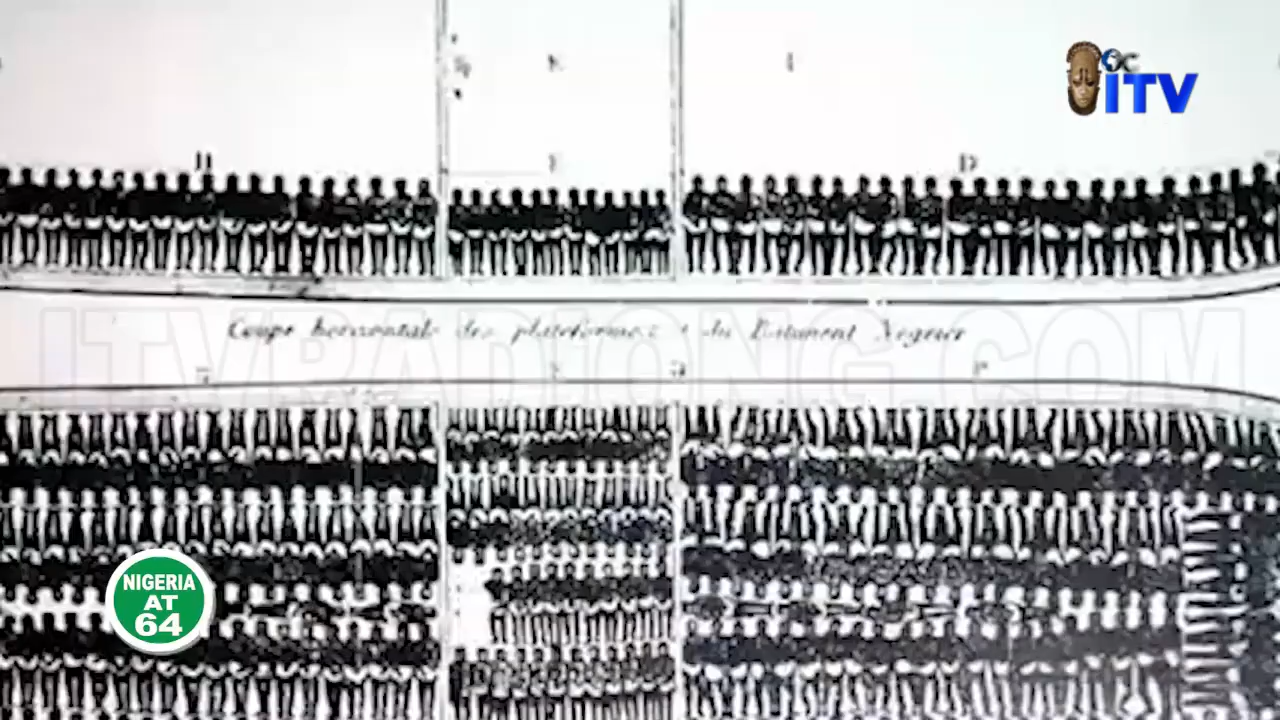 ITV
H E D
Coupe horizontale des plateformes du Batiment Negrier
ITVRADIONG.COM
NIGERIA
AT
64